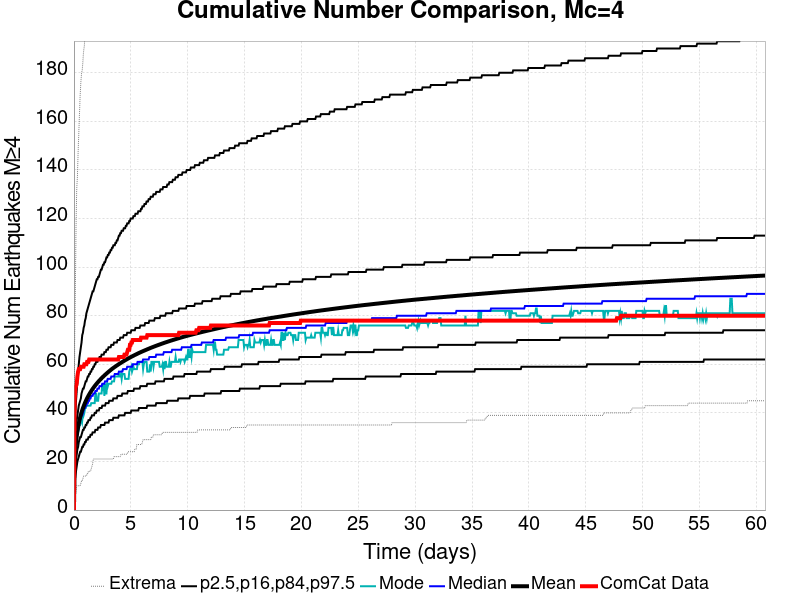 Cumulative Number Comparison, Mc=4
Cumulative Num Earthquakes M≥4
180
160
140
120
100
80
60
40
20
0
0 5 10 15 20 25 30 35 40 45 50 55 60
Time (days)
Extrema p2.5,p16,p84,p97.5 Mode Median Mean ComCat Data